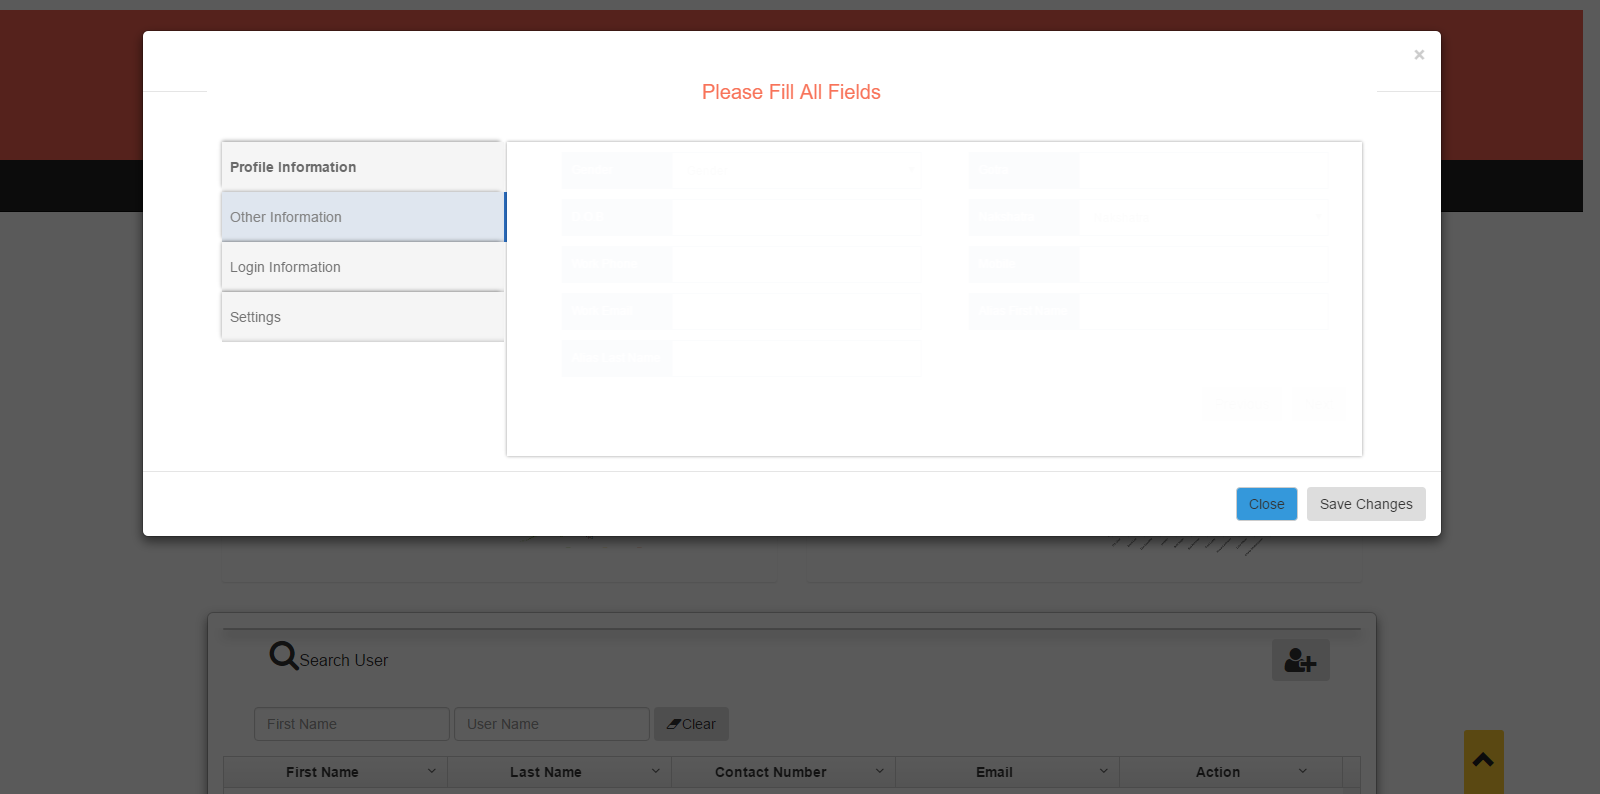 ×
Please Fill All Fields
Profile Information
Other Information
Login Information
Settings
Close
Save Changes
Search User
First Name
User Name
Clear
First Name
Last Name
Contact Number
Email
Action